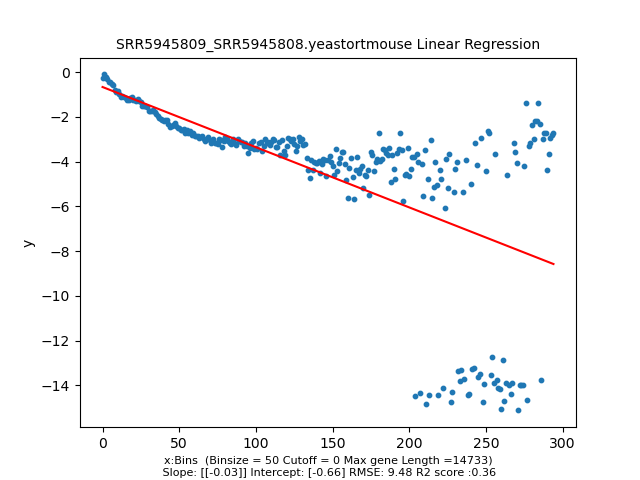 SRR5945809_SRR5945808.yeastortmouse Linear Regression
0
−2
−4
−6
−8
−10
−12
−14
y
0 50 100 150 200 250 300
x:Bins (Binsize = 50 Cutoff = 0 Max gene Length =14733)
Slope: [[-0.03]] Intercept: [-0.66] RMSE: 9.48 R2 score :0.36